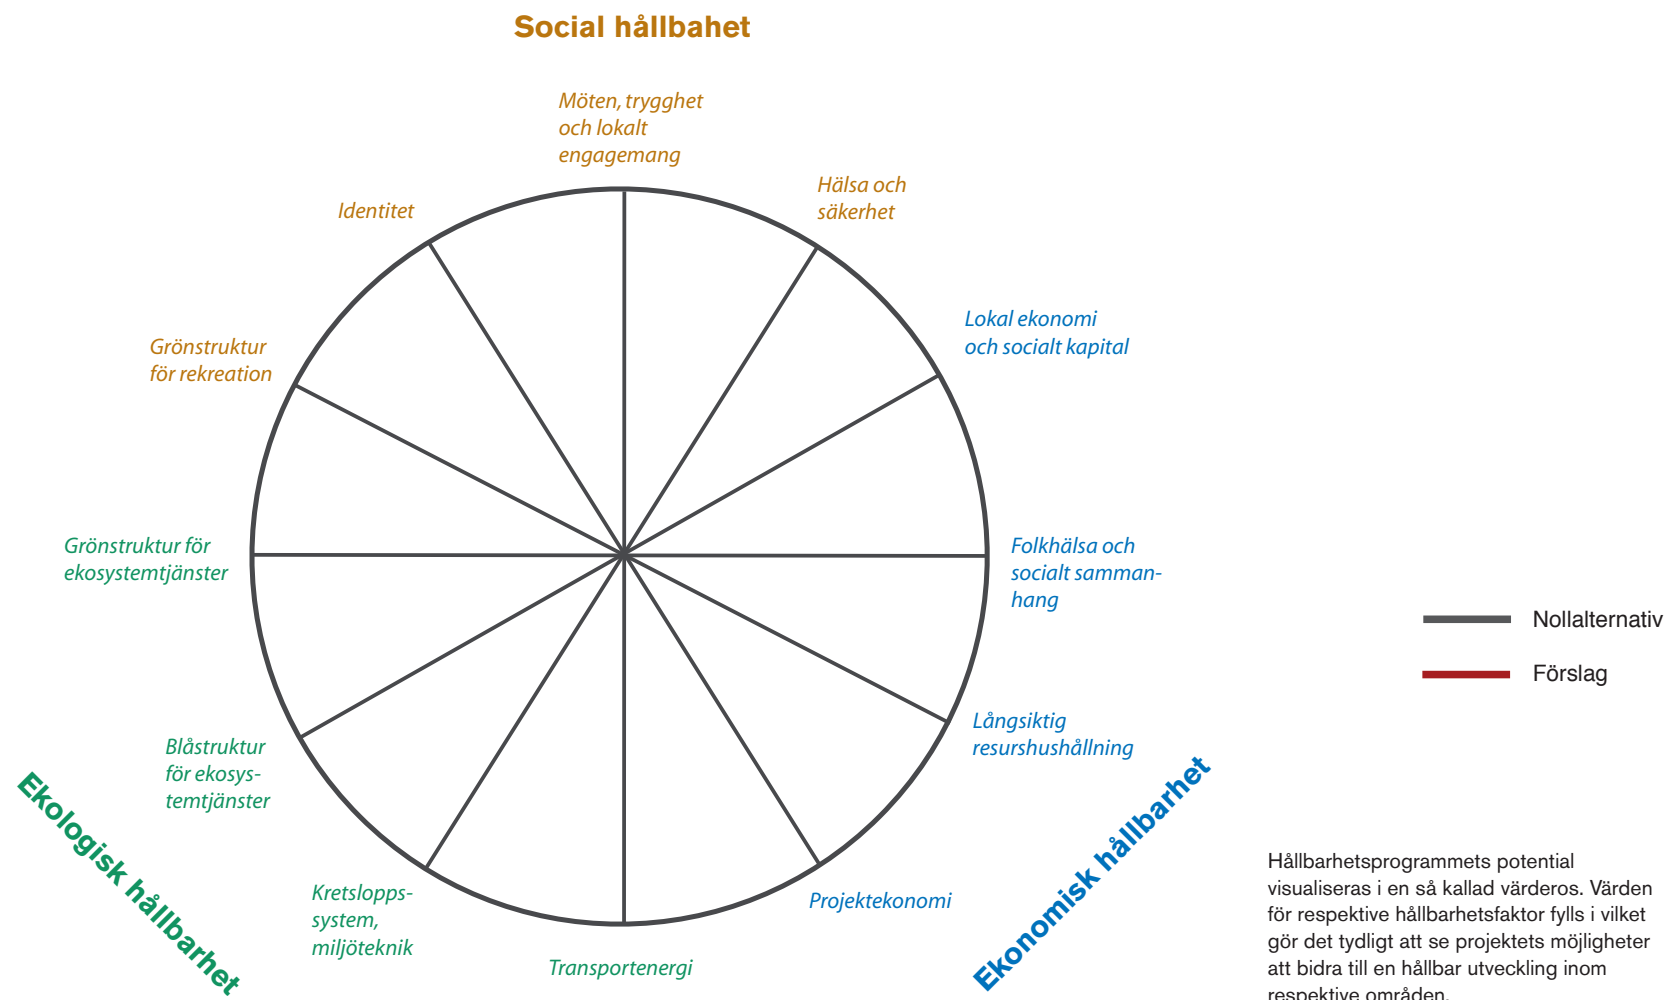 Social hållbahet
Möten, trygghet
och lokalt
engagemang
Hälsa och
säkerhet
Identitet
Lokal ekonomi
och socialt kapital
Grönstruktur
för rekreation
Grönstruktur för
ekosystemtjänster
Folkhälsa och
socialt samman-
hang
Nollalternativ
Förslag
Långsiktig
resurshushållning
Blåstruktur
för ekosys-
temtjänster
Ekologisk hållbarhet
Ekonomisk hållbarhet
Kretslopps-
system,
miljöteknik
Projektekonomi
Transportenergi
Hållbarhetsprogrammets potential
visualiseras i en så kallad värderos. Värden
för respektive hållbarhetsfaktor fylls i vilket
gör det tydligt att se projektets möjligheter
att bidra till en hållbar utveckling inom
respektive områden.